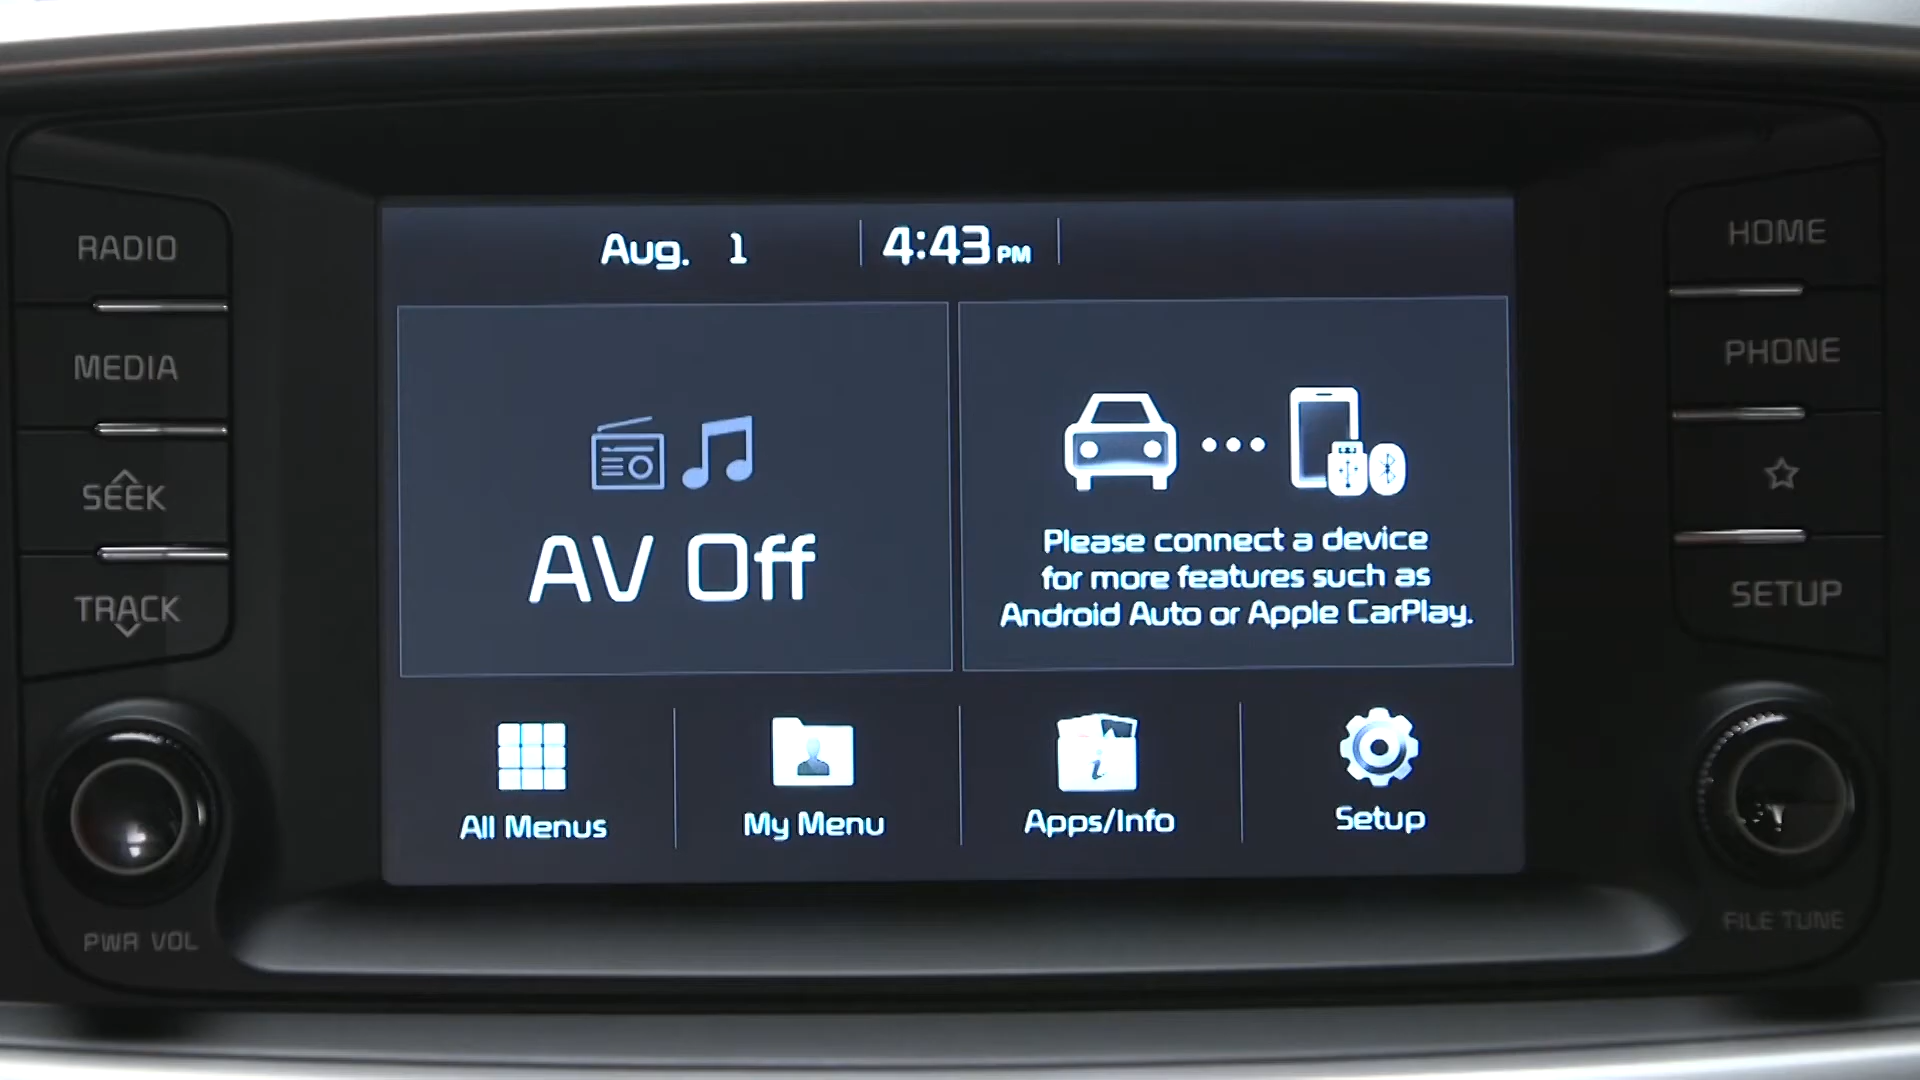 Aug. 1 4:43 PM
RADIO
MEDIA
SEEK
TRACK
PWR VOL
AV Off
Please connect a device
for more features such as
Android Auto or Apple CarPlay.
All Menus
My Menu
i
Apps/Info
Setup
HOME
PHONE
SETUP
FILE TUNE